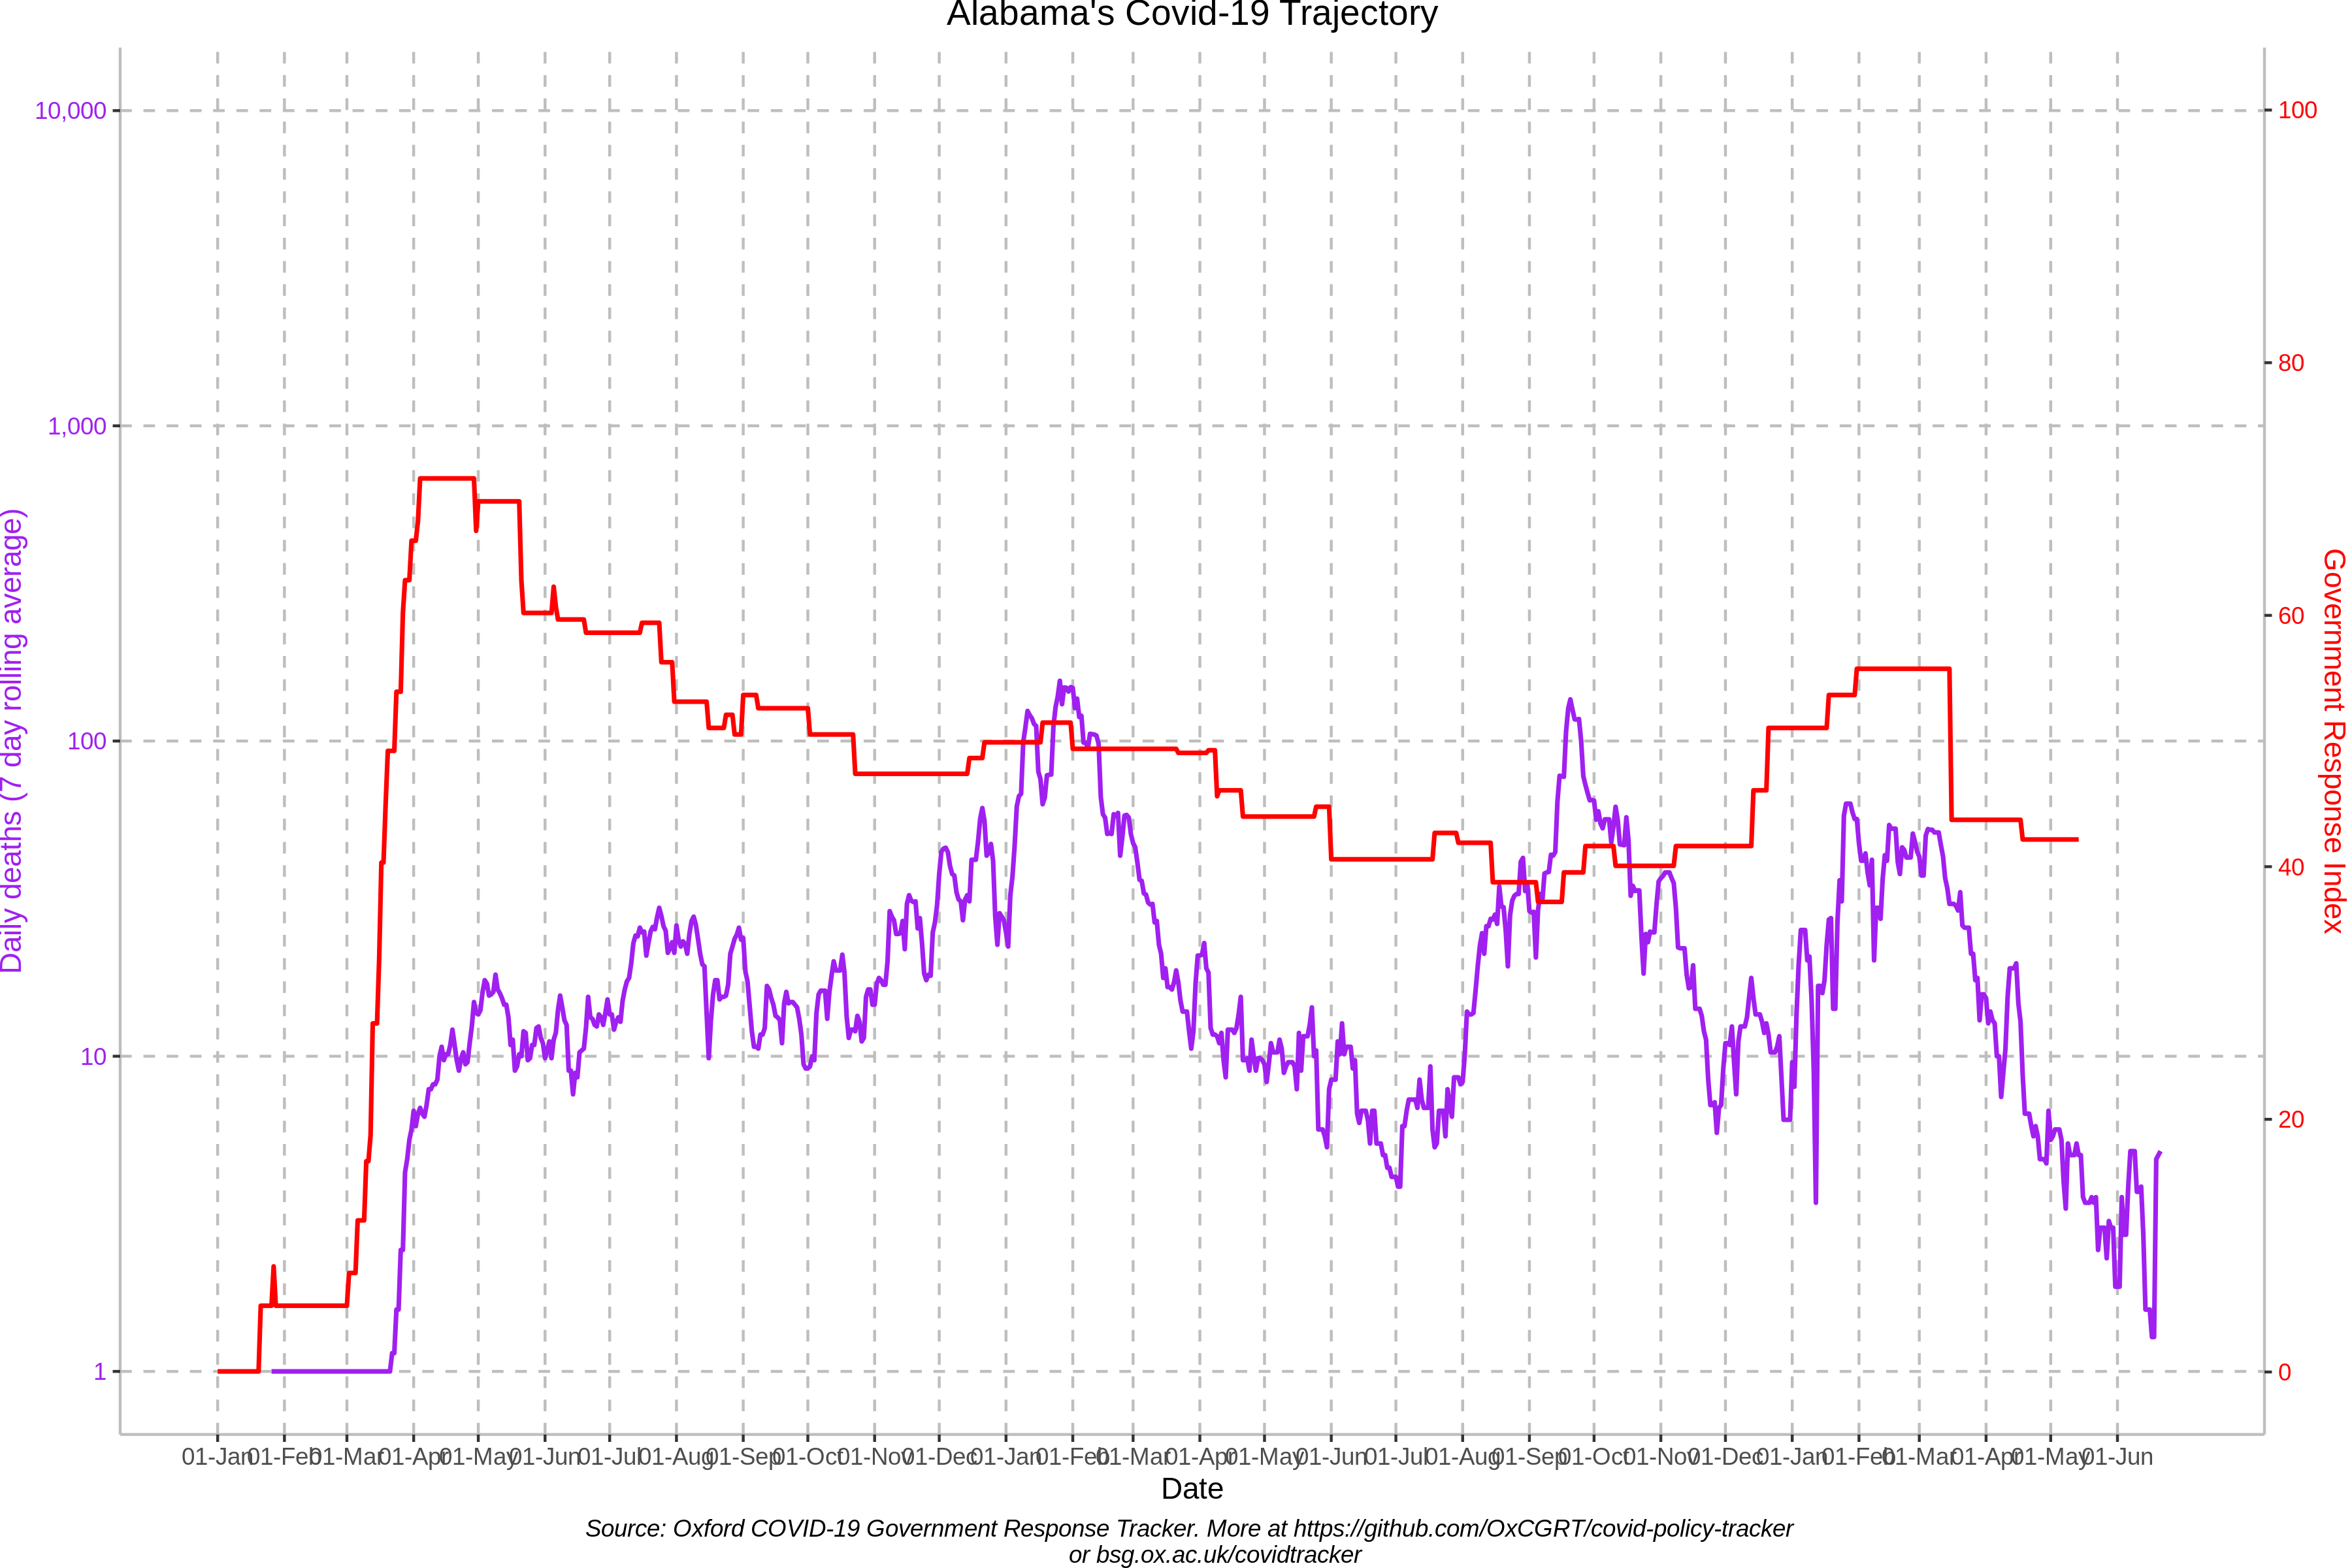 Alabama's Covid-19 Trajectory
10,000
1,000
100
10
1
Daily deaths (7 day rolling average)
100
80
60
40
20
0
Government Response Index
01-Jan 01-Feb 01-Mar 01-Apr 01-May 01-Jun 01-Jul 01-Aug 01-Sep 01-Oct 01-Nov 01-Dec 01-Jan 01-Feb 01-Mar 01-Apr 01-May 01-Jun 01-Jul 01-Aug 01-Sep 01-Oct 01-Nov 01-Dec 01-Jan 01-Feb 01-Mar 01-Apr 01-May 01-Jun
Date
Source: Oxford COVID-19 Government Response Tracker. More at https://github.com/OxCGRT/covid-policy-tracker
or bsg.ox.ac.uk/covidtracker